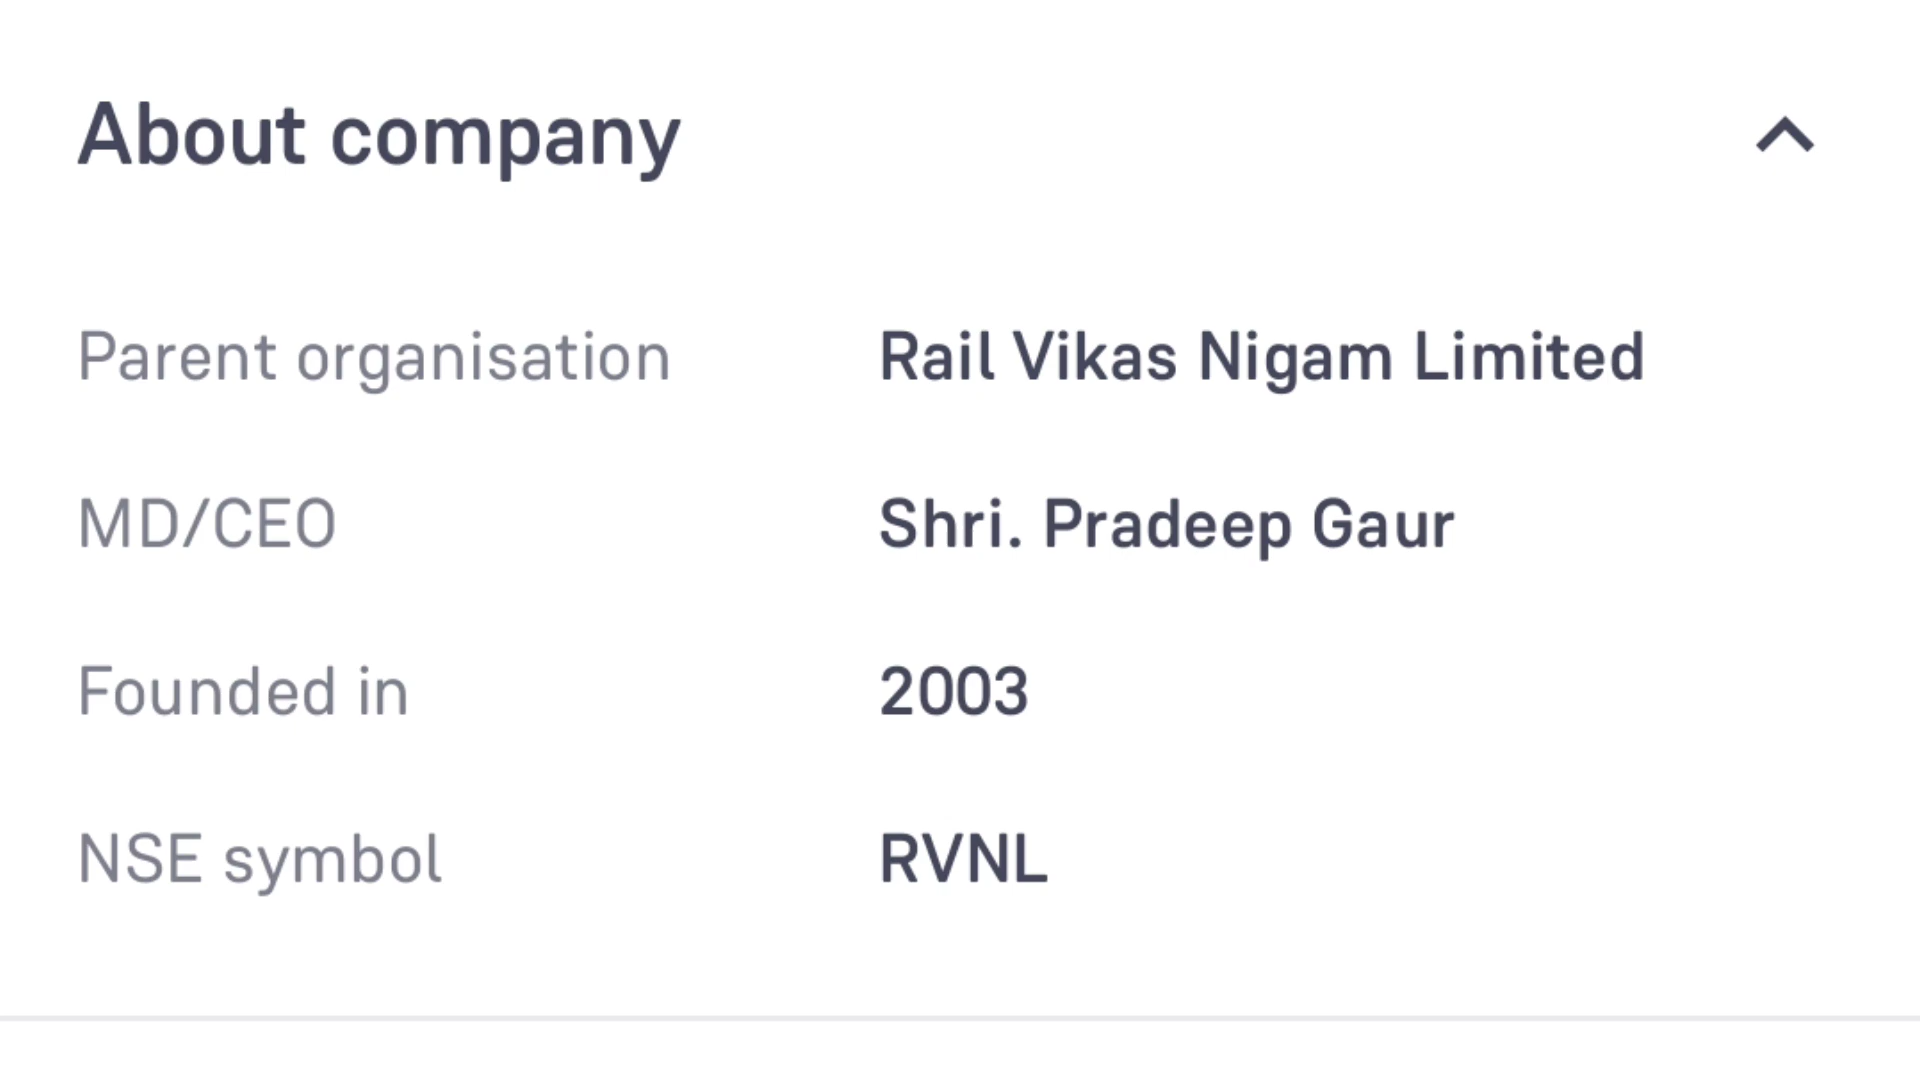 About company
Parent organisation Rail Vikas Nigam Limited
MD/CEO Shri. Pradeep Gaur
Founded in 2003
NSE symbol RVNL